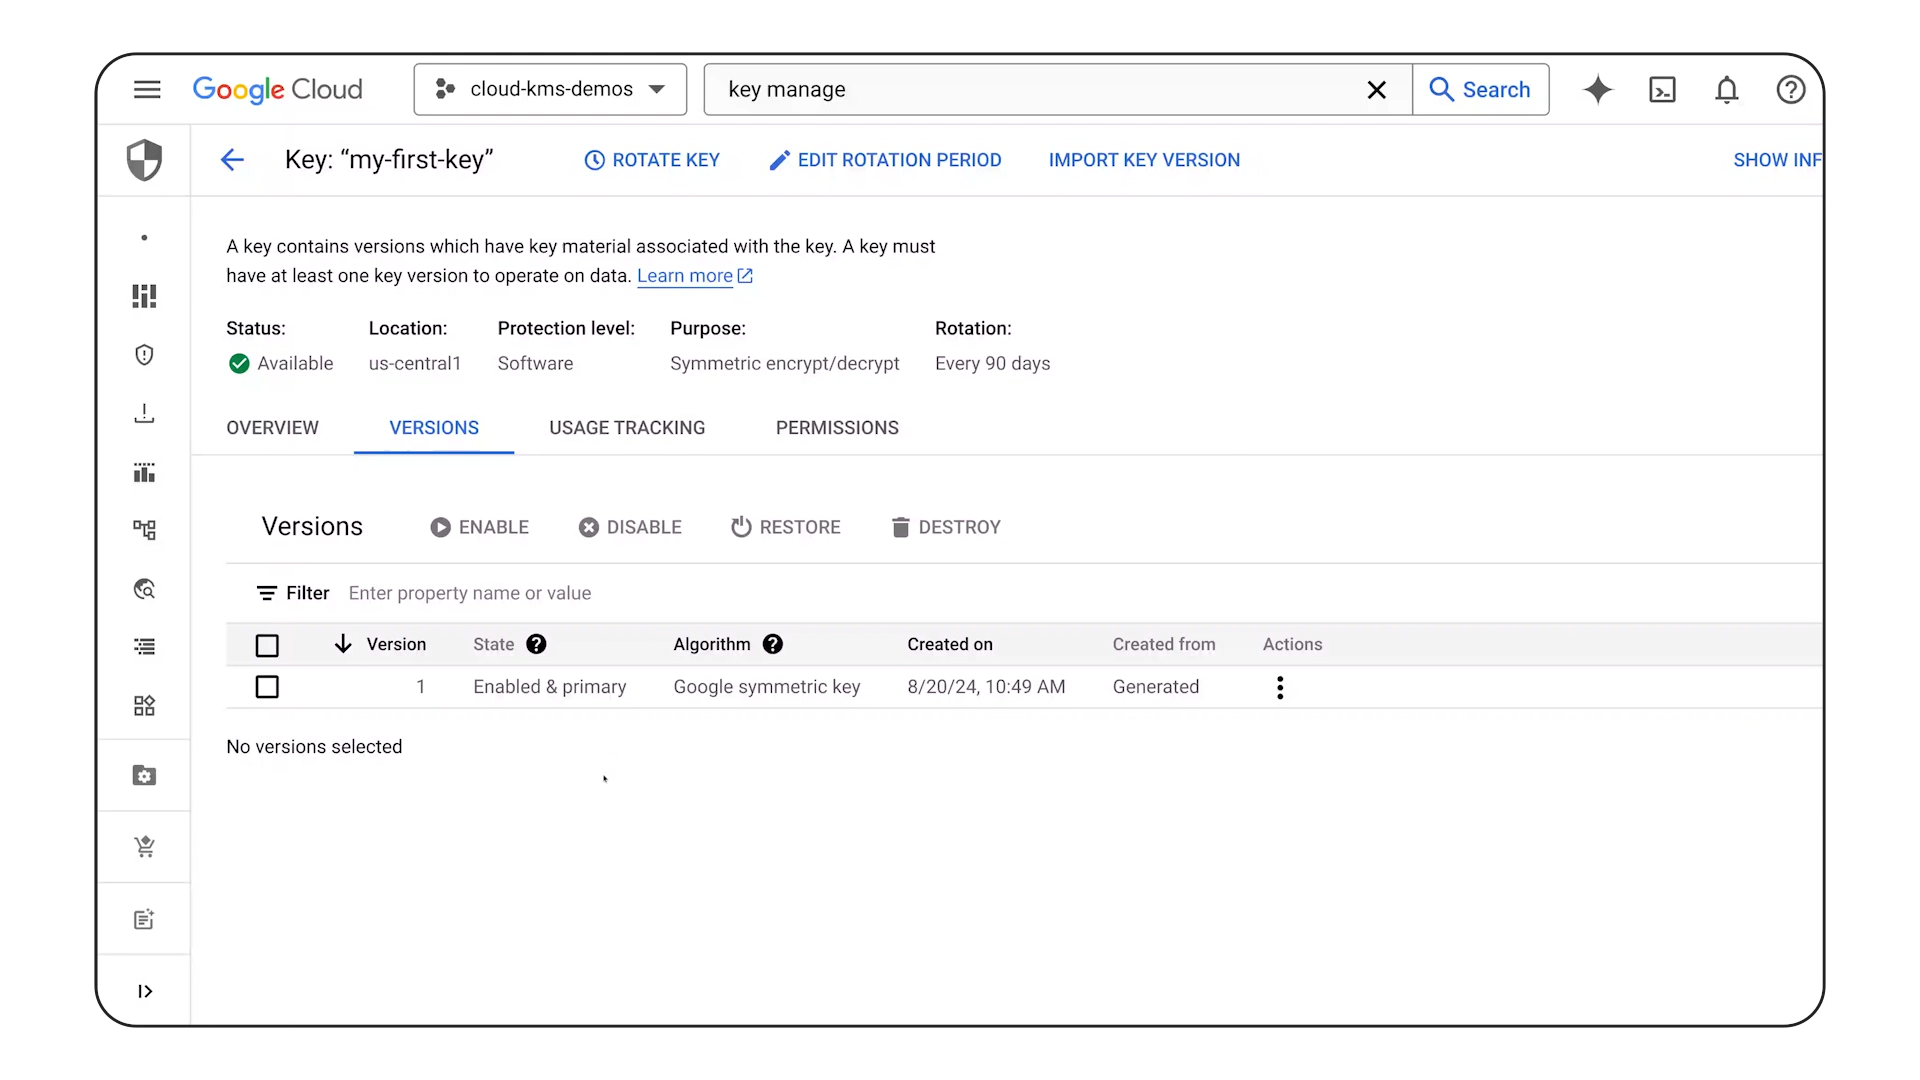 Google Cloud
cloud-kms-demos
key manage
Search
Key: “my-first-key”
ROTATE KEY
EDIT ROTATION PERIOD
IMPORT KEY VERSION
SHOW INF
A key contains versions which have key material associated with the key. A key must
have at least one key version to operate on data. Learn more
Status: Location: Protection level: Purpose: Rotation:
Available us-central1 Software Symmetric encrypt/decrypt Every 90 days
OVERVIEW VERSIONS USAGE TRACKING PERMISSIONS
Versions ENABLE DISABLE RESTORE DESTROY
Filter Enter property name or value
Version State Algorithm Created on Created from Actions
1 Enabled & primary Google symmetric key 8/20/24, 10:49 AM Generated
No versions selected